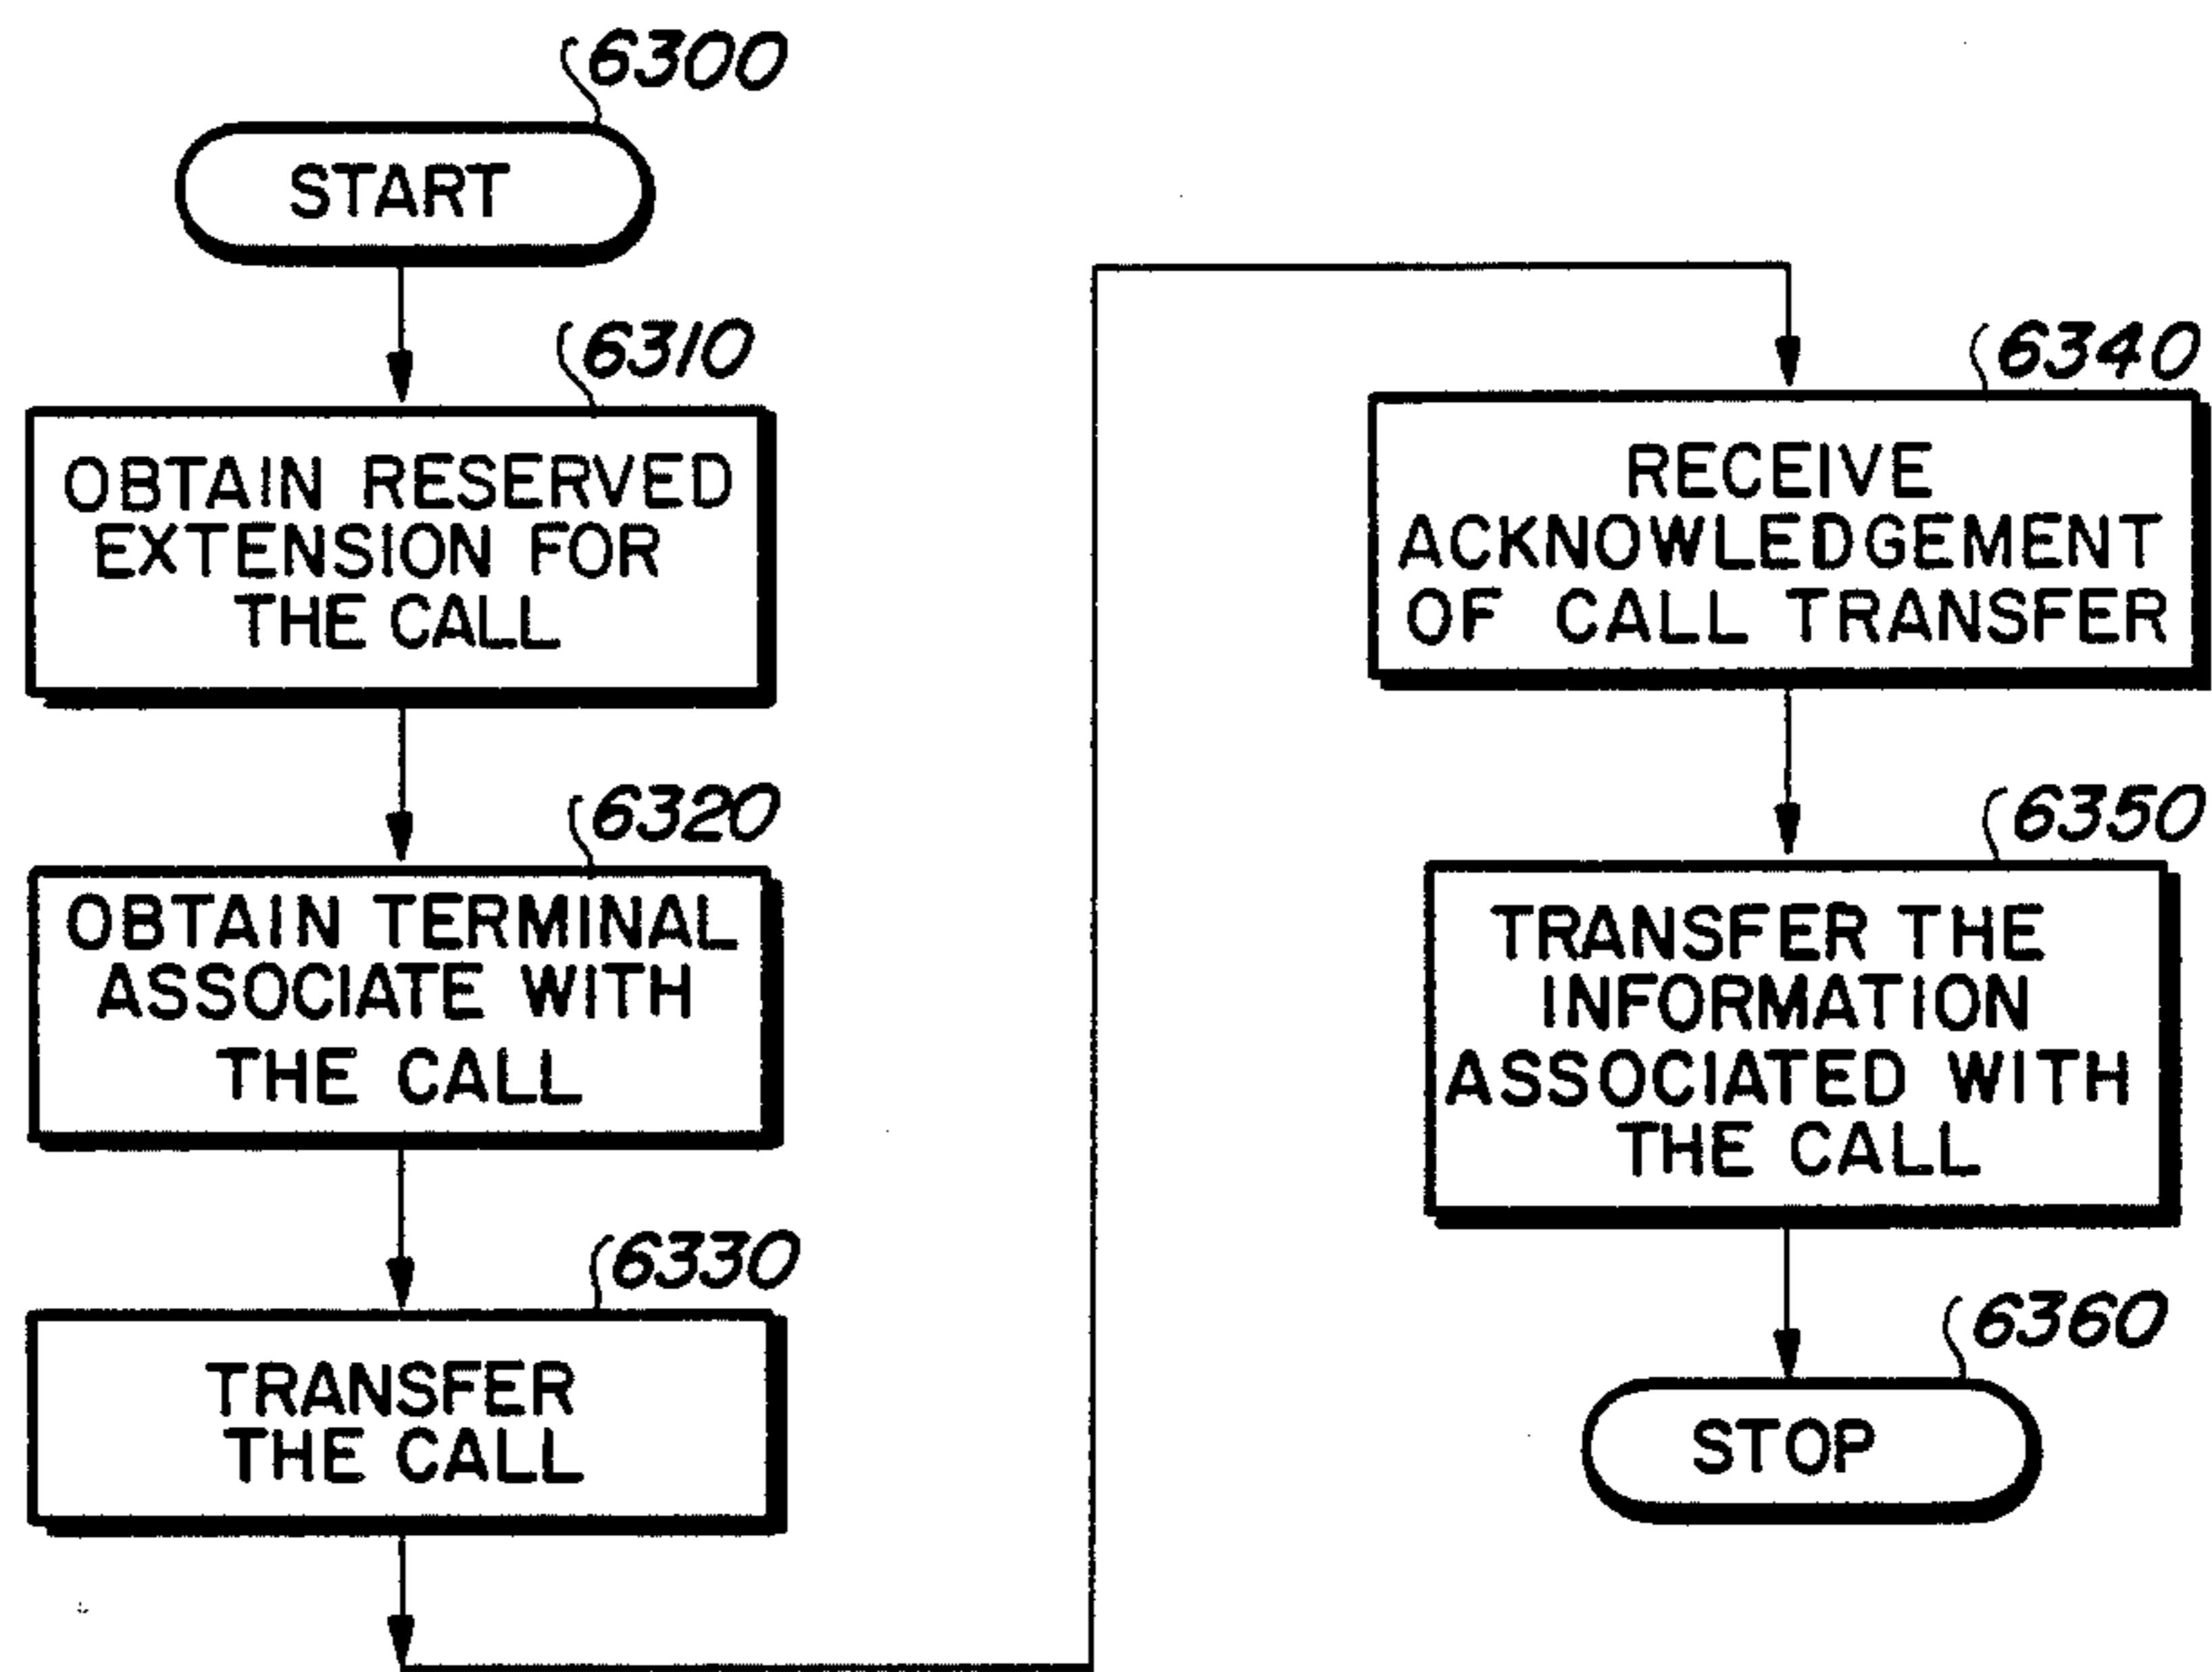 6300
START
6310
OBTAIN RESERVED
EXTENSION FOR
THE CALL
6320
OBTAIN TERMINAL
ASSOCIATE WITH
THE CALL
6330
TRANSFER
THE CALL
6340
RECEIVE
ACKNOWLEDGEMENT
OF CALL TRANSFER
6350
TRANSFER THE
INFORMATION
ASSOCIATED WITH
THE CALL
6360
STOP